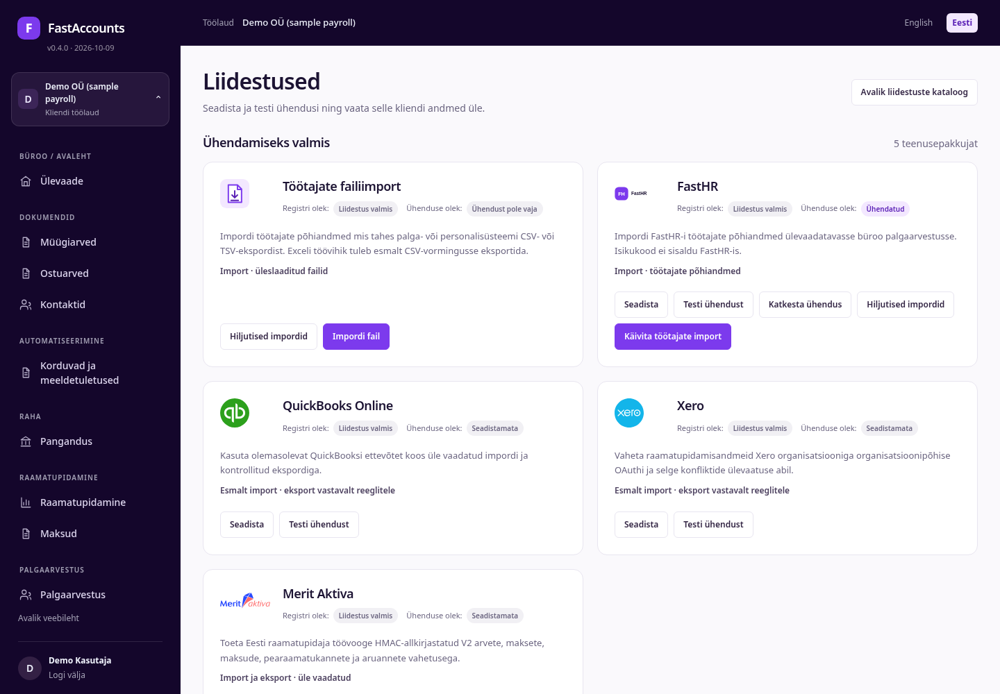 F FastAccounts
v0.4.0 · 2026-10-09
D
Demo OÜ (sample
payroll)
Kliendi töölaud
BÜROO / AVALEHT
Ülevaade
DOKUMENDID
Müügiarved
Ostuarved
Kontaktid
AUTOMATISEERIMINE
Korduvad ja
meeldetuletused
RAHA
Pangandus
RAAMATUPIDAMINE
Raamatupidamine
Maksud
PALGAARVESTUS
Palgaarvestus
Avalik veebileht
D
Demo Kasutaja
Logi välja
Töölaud Demo OÜ (sample payroll)
English Eesti
Liidestused
Avalik liidestuste kataloog
Seadista ja testi ühendusi ning vaata selle kliendi andmed üle.
Ühendamiseks valmis
5 teenusepakkujat
Töötajate failiimport
Registri olek: Liidestus valmis Ühenduse olek: Ühendust pole vaja
Impordi töötajate põhiandmed mis tahes palga- või personalisüsteemi CSV- või
TSV-ekspordist. Exceli töövihik tuleb esmalt CSV-vormingusse eksportida.
Import · üleslaaditud failid
Hiljutised impordid Impordi fail
FH FastHR
FastHR
Registri olek: Liidestus valmis Ühenduse olek: Ühendatud
Impordi FastHR-i töötajate põhiandmed ülevaadatavasse büroo palgaarvestusse.
Isikukood ei sisaldu FastHR-is.
Import · töötajate põhiandmed
Seadista Testi ühendust Katkesta ühendus Hiljutised impordid
Käivita töötajate import
qb
QuickBooks Online
Registri olek: Liidestus valmis Ühenduse olek: Seadistamata
Kasuta olemasolevat QuickBooksi ettevõtet koos üle vaadatud impordi ja
kontrollitud ekspordiga.
Esmalt import · eksport vastavalt reeglitele
Seadista Testi ühendust
xero
Xero
Registri olek: Liidestus valmis Ühenduse olek: Seadistamata
Vaheta raamatupidamisandmeid Xero organisatsiooniga organisatsioonipõhise
OAuthi ja selge konfliktide ülevaatuse abil.
Esmalt import · eksport vastavalt reeglitele
Seadista Testi ühendust
Merit aktiva
Merit Aktiva
Registri olek: Liidestus valmis Ühenduse olek: Seadistamata
Toeta Eesti raamatupidaja töövooge HMAC-allkirjastatud V2 arvete, maksete,
maksude, pearaamatukannete ja aruannete vahetusega.
Import ja eksport · üle vaadatud